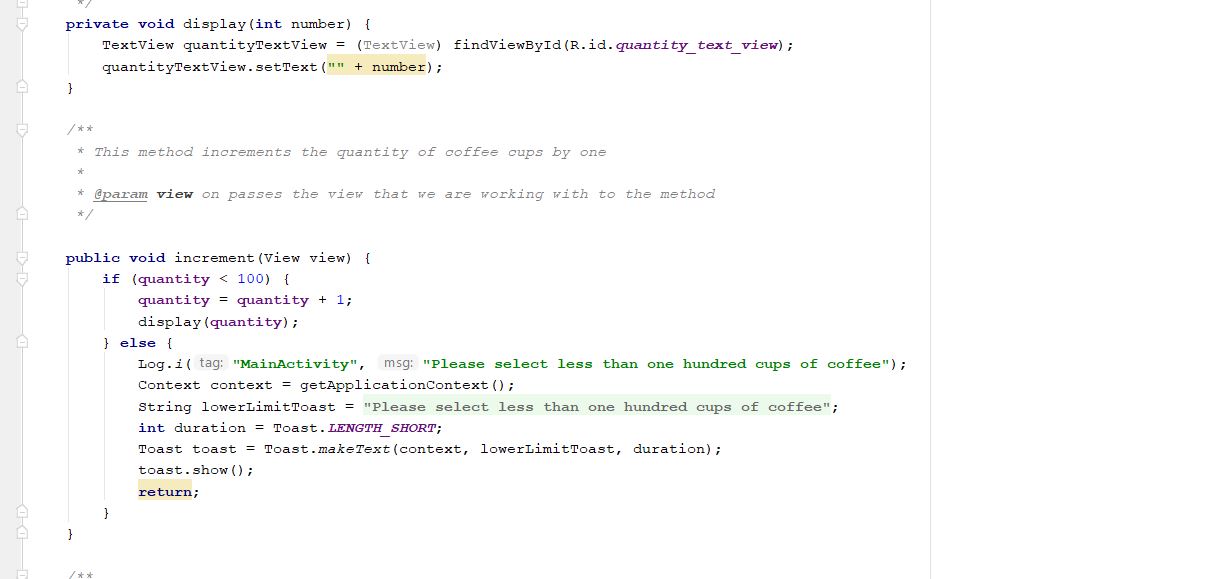 */
private void display(int number) {
TextView quantityTextView = (TextView) findViewById(R.id.quantity_text_view);
quantityTextView.setText("" + number);
}
/**
* This method increments the quantity of coffee cups by one
*
* @param view on passes the view that we are working with to the method
*/
public void increment(View view) {
if (quantity < 100) {
quantity = quantity + 1;
display(quantity);
} else {
Log.i( tag: "MainActivity", msg: "Please select less than one hundred cups of coffee");
Context context = getApplicationContext();
String lowerLimitToast = "Please select less than one hundred cups of coffee";
int duration = Toast.LENGTH_SHORT;
Toast toast = Toast.makeText(context, lowerLimitToast, duration);
toast.show();
return;
}
}
/**